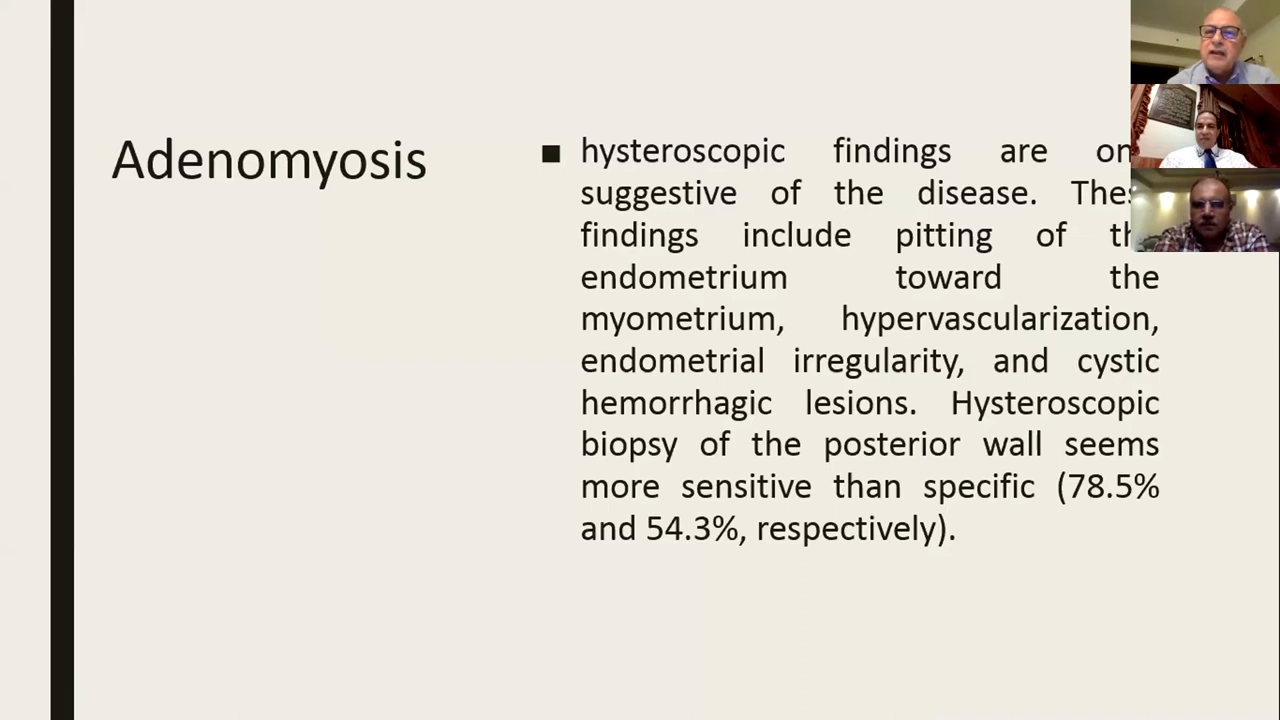 Adenomyosis
■ hysteroscopic findings are
suggestive of the disease.
findings include pitting of
endometrium toward the
myometrium, hypervascularization,
endometrial irregularity, and cystic
hemorrhagic lesions. Hysteroscopic
biopsy of the posterior wall seems
more sensitive than specific (78.5%
and 54.3%, respectively).